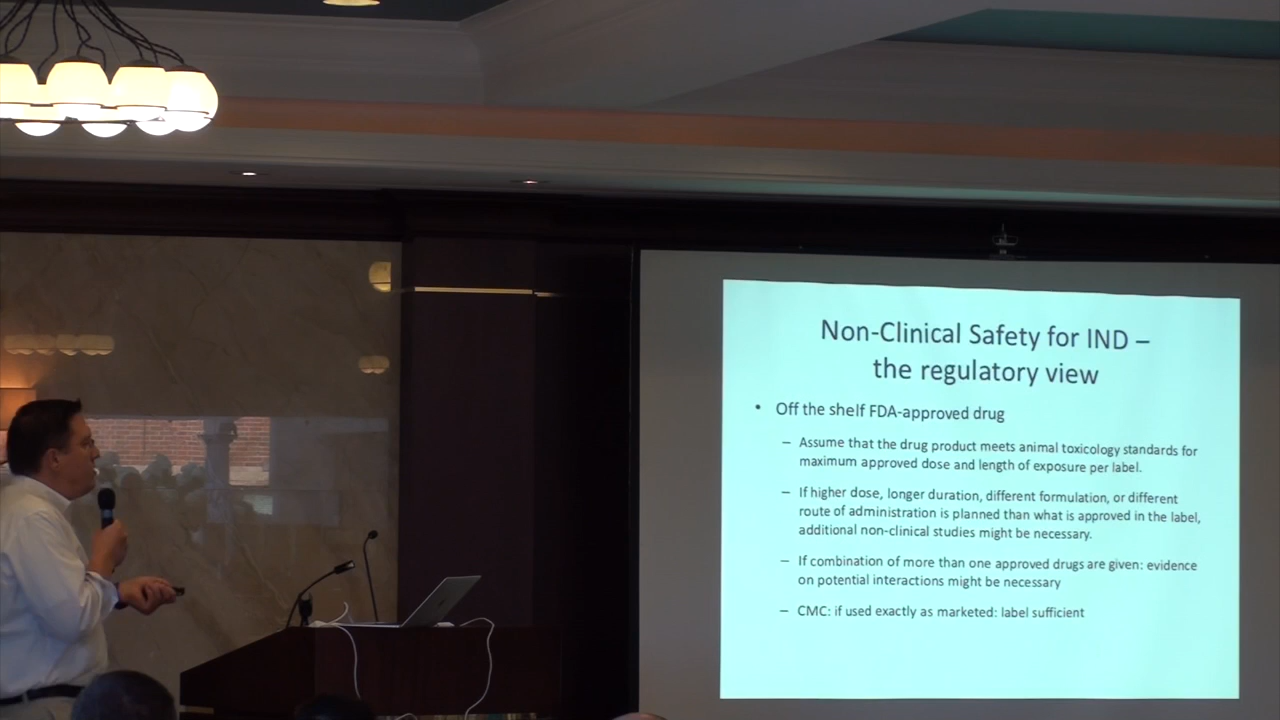 Non-Clinical Safety for IND –
the regulatory view
• Off the shelf FDA-approved drug
– Assume that the drug product meets animal toxicology standards for
maximum approved dose and length of exposure per label.
– If higher dose, longer duration, different formulation, or different
route of administration is planned than what is approved in the label,
additional non-clinical studies might be necessary.
– If combination of more than one approved drugs are given: evidence
on potential interactions might be necessary
– CMC: if used exactly as marketed: label sufficient